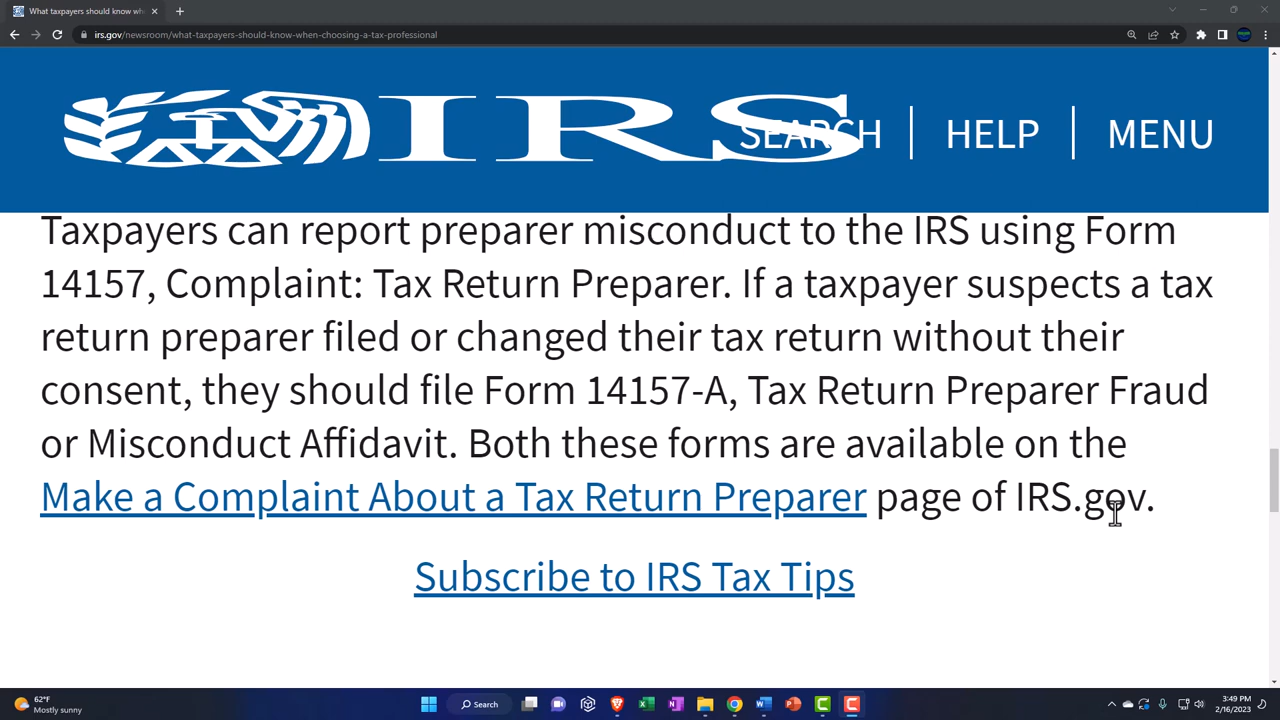 What taxpayers should know wh
irs.gov/newsroom/what-taxpayers-should-know-when-choosing-a-tax-professional
IRS
SEARCH
HELP
MENU
Taxpayers can report preparer misconduct to the IRS using Form
14157, Complaint: Tax Return Preparer. If a taxpayer suspects a tax
return preparer filed or changed their tax return without their
consent, they should file Form 14157-A, Tax Return Preparer Fraud
or Misconduct Affidavit. Both these forms are available on the
Make a Complaint About a Tax Return Preparer page of IRS.gov.
Subscribe to IRS Tax Tips
62°F
Mostly sunny
Search
3:49 PM
2/16/2023